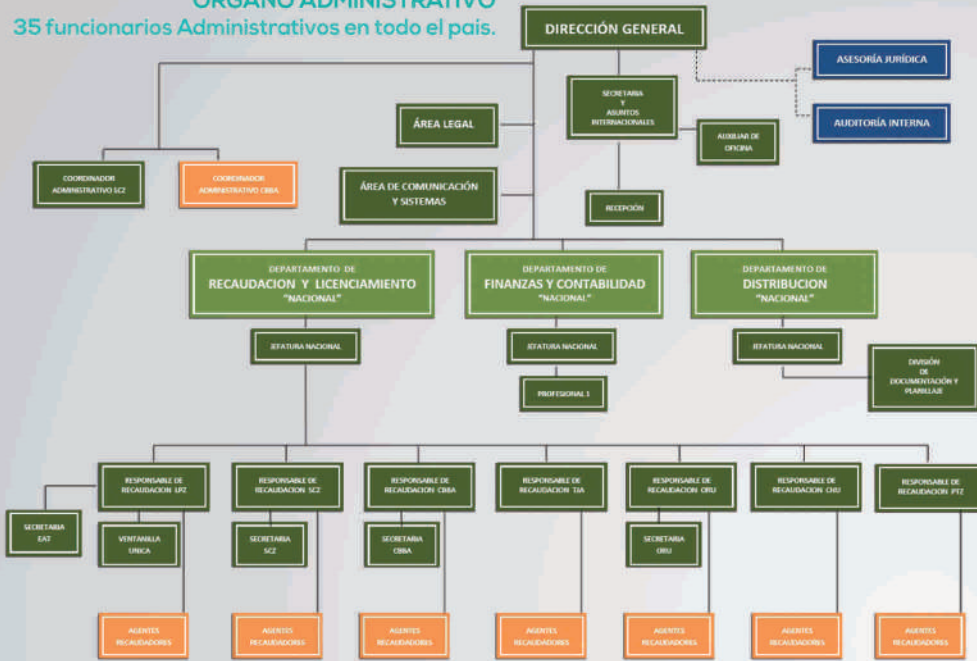 ÓRGANO ADMINISTRATIVO
35 funcionarios Administrativos en todo el pais.
DIRECCIÓN GENERAL
ASESORÍA JURÍDICA
AUDITORÍA INTERNA
SECRETARIA
Y
ASUNTOS
INTERNACIONALES
AUXILIAR DE
OFICINA
RECEPCIÓN
ÁREA LEGAL
ÁREA DE COMUNICACIÓN
Y SISTEMAS
COORDINADOR
ADMINISTRATIVO SCZ
COORDINADOR
ADMINISTRATIVO CBBA
DEPARTAMENTO DE
RECAUDACION Y LICENCIAMIENTO
"NACIONAL"
DEPARTAMENTO DE
FINANZAS Y CONTABILIDAD
"NACIONAL"
DEPARTAMENTO DE
DISTRIBUCION
"NACIONAL"
JEFATURA NACIONAL
JEFATURA NACIONAL
JEFATURA NACIONAL
PROFESIONAL 1
DIVISIÓN
DE
DOCUMENTACIÓN Y
PLANILLAJE
RESPONSABLE DE
RECAUDACION LPZ
RESPONSABLE DE
RECAUDACION SCZ
RESPONSABLE DE
RECAUDACION CBBA
RESPONSABLE DE
RECAUDACION TJA
RESPONSABLE DE
RECAUDACION ORU
RESPONSABLE DE
RECAUDACION CHU
RESPONSABLE DE
RECAUDACION PTZ
SECRETARIA
EAT
VENTANILLA
UNICA
SECRETARIA
SCZ
SECRETARIA
CBBA
SECRETARIA
ORU
AGENTES
RECAUDADORES
AGENTES
RECAUDADORES
AGENTES
RECAUDADORES
AGENTES
RECAUDADORES
AGENTES
RECAUDADORES
AGENTES
RECAUDADORES
AGENTES
RECAUDADORES